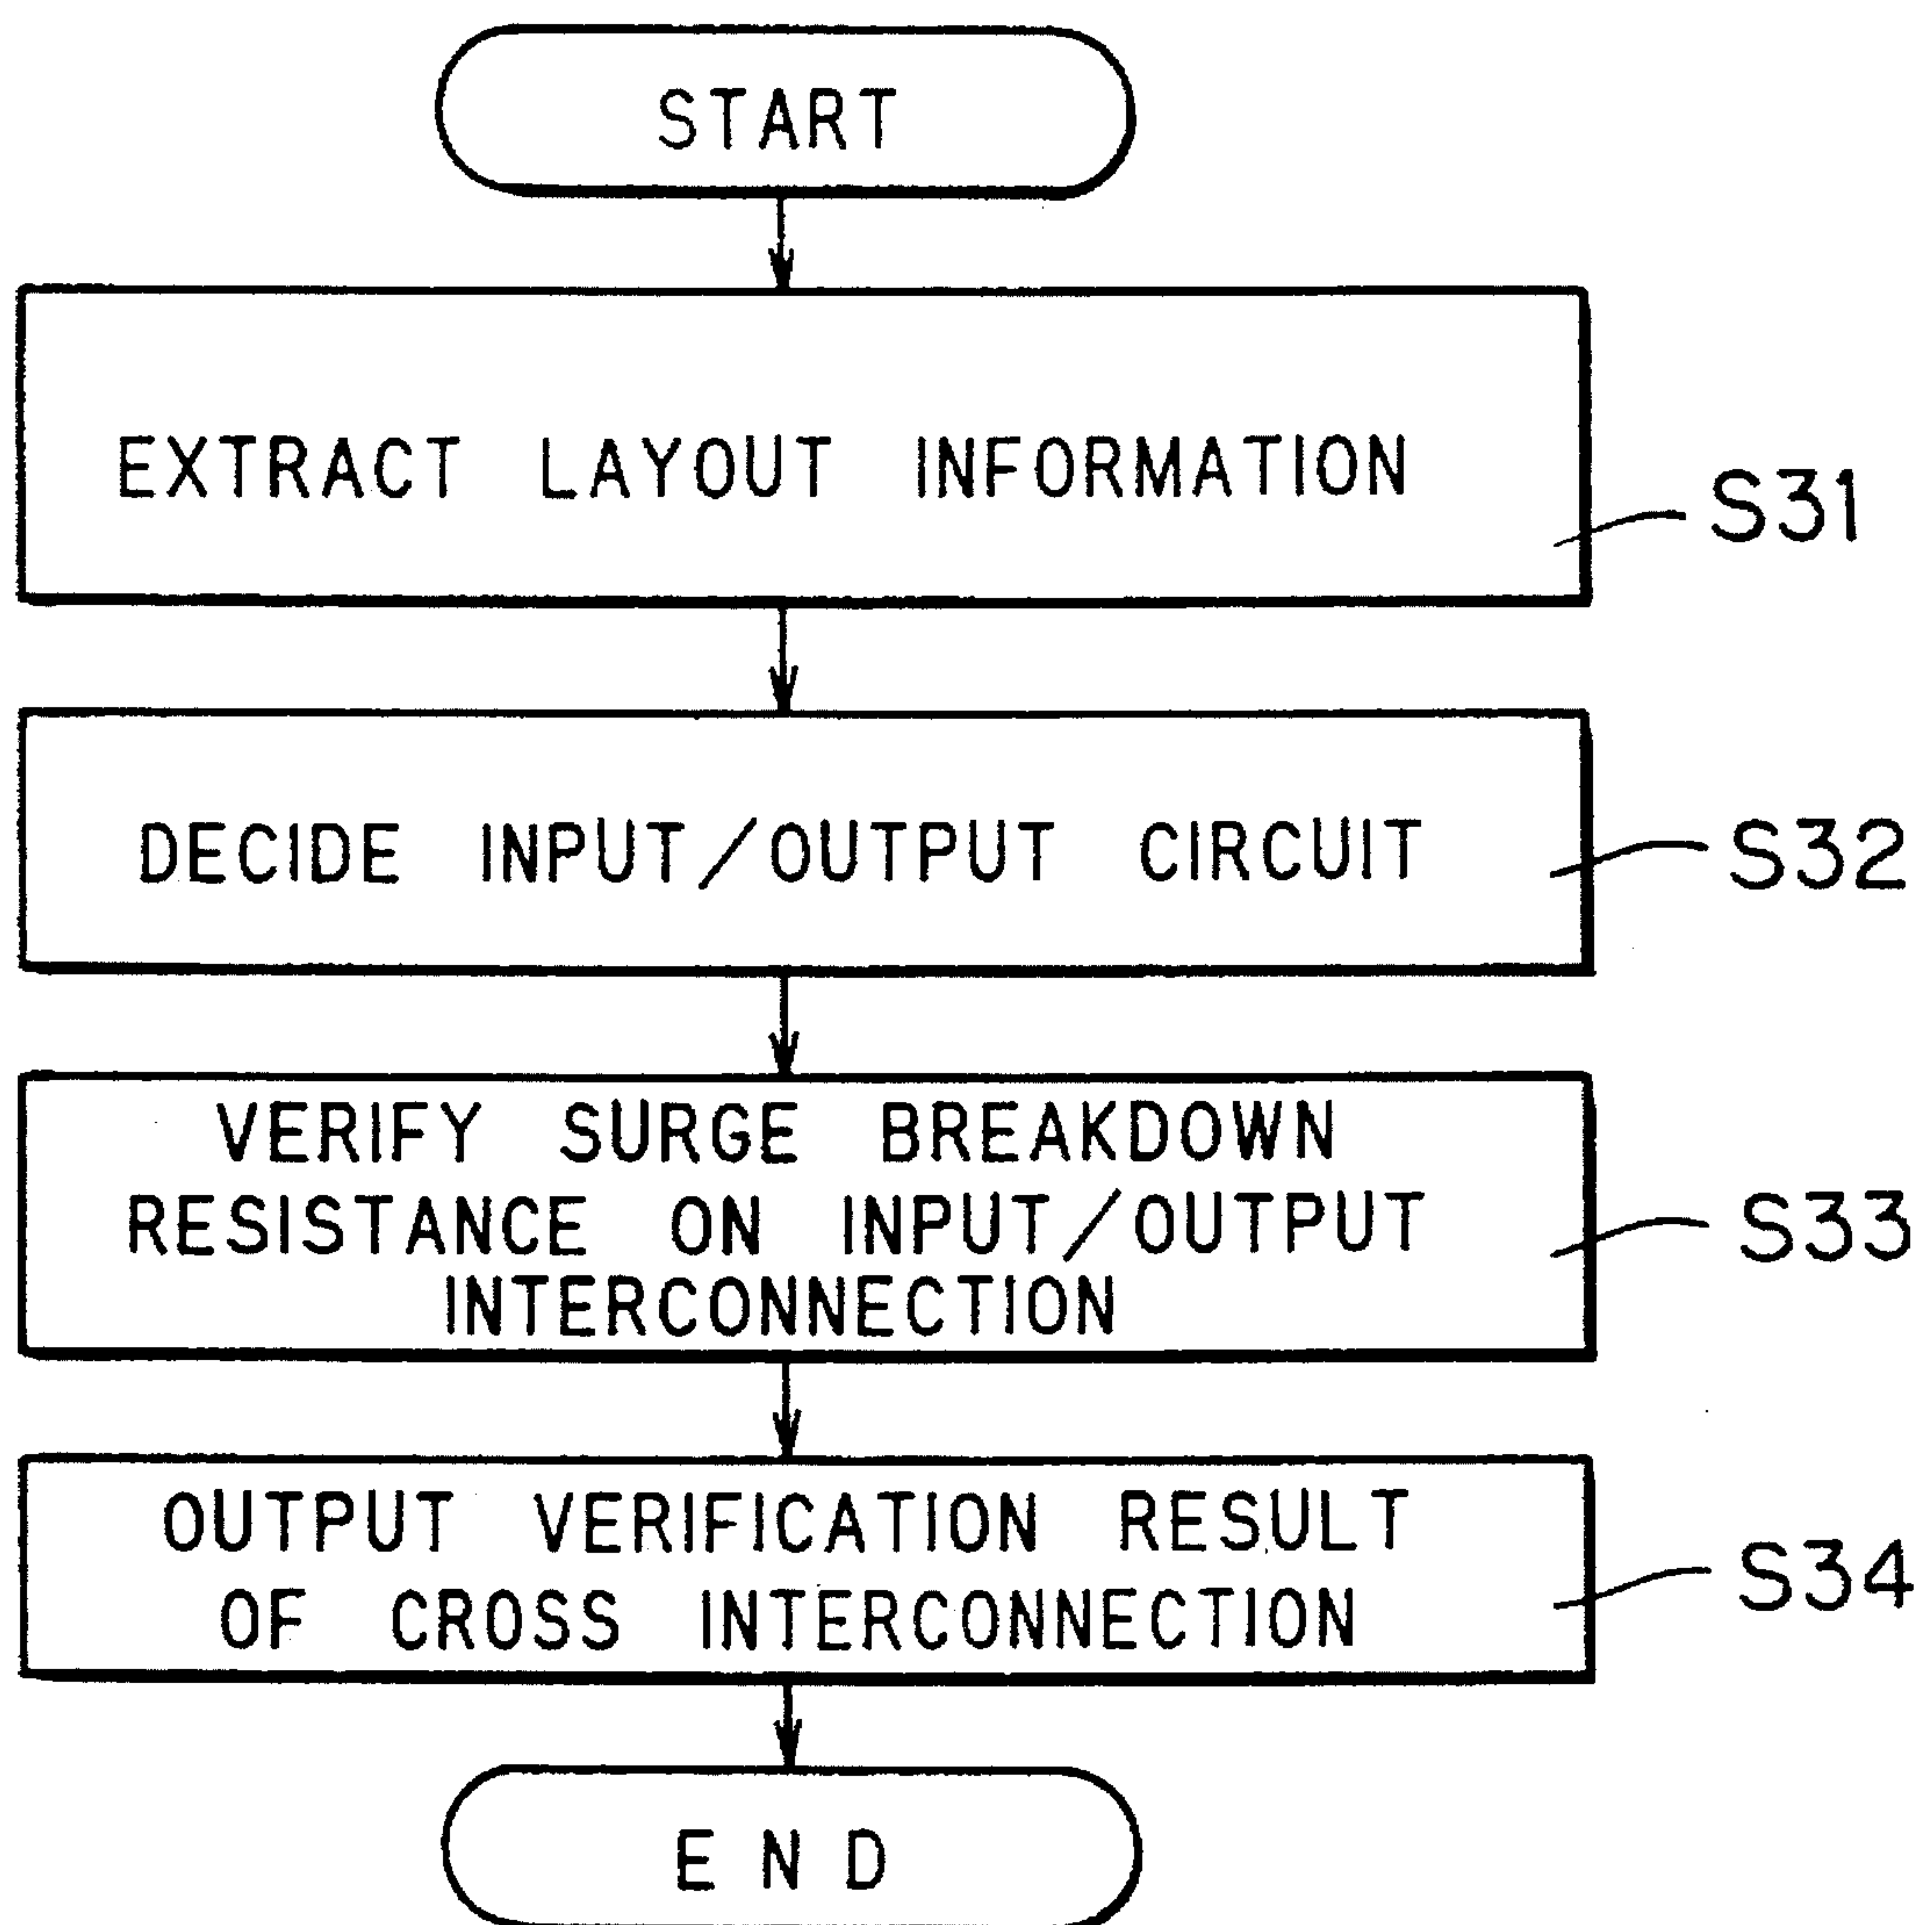 START
EXTRACT LAYOUT INFORMATION
S31
DECIDE INPUT/OUTPUT CIRCUIT
S32
VERIFY SURGE BREAKDOWN
RESISTANCE ON INPUT/OUTPUT
INTERCONNECTION
S33
OUTPUT VERIFICATION RESULT
OF CROSS INTERCONNECTION
S34
END